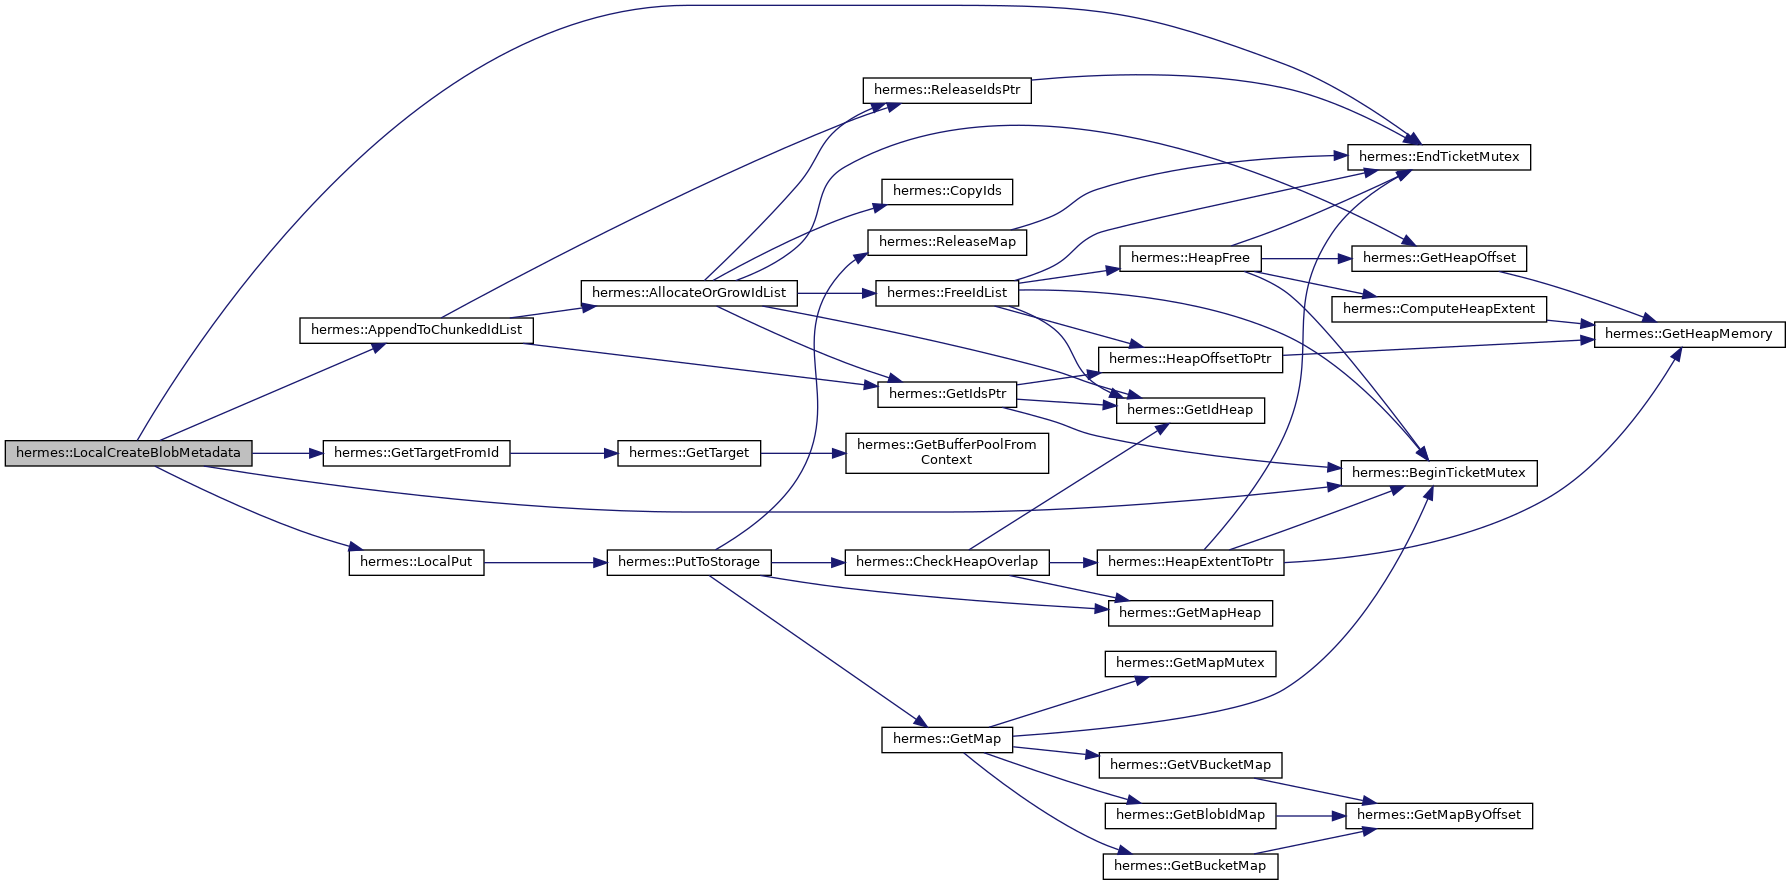 hermes::ReleaseIdsPtr
hermes::EndTicketMutex
hermes::CopyIds
hermes::ReleaseMap
hermes::HeapFree
hermes::GetHeapOffset
hermes::AllocateOrGrowIdList
hermes::FreeIdList
hermes::ComputeHeapExtent
hermes::AppendToChunkedIdList
hermes::GetHeapMemory
hermes::HeapOffsetToPtr
hermes::GetIdsPtr
hermes::GetIdHeap
hermes::LocalCreateBlobMetadata
hermes::GetTargetFromId
hermes::GetTarget
hermes::GetBufferPoolFrom
Context
hermes::BeginTicketMutex
hermes::LocalPut
hermes::PutToStorage
hermes::CheckHeapOverlap
hermes::HeapExtentToPtr
hermes::GetMapHeap
hermes::GetMapMutex
hermes::GetMap
hermes::GetVBucketMap
hermes::GetBlobIdMap
hermes::GetMapByOffset
hermes::GetBucketMap